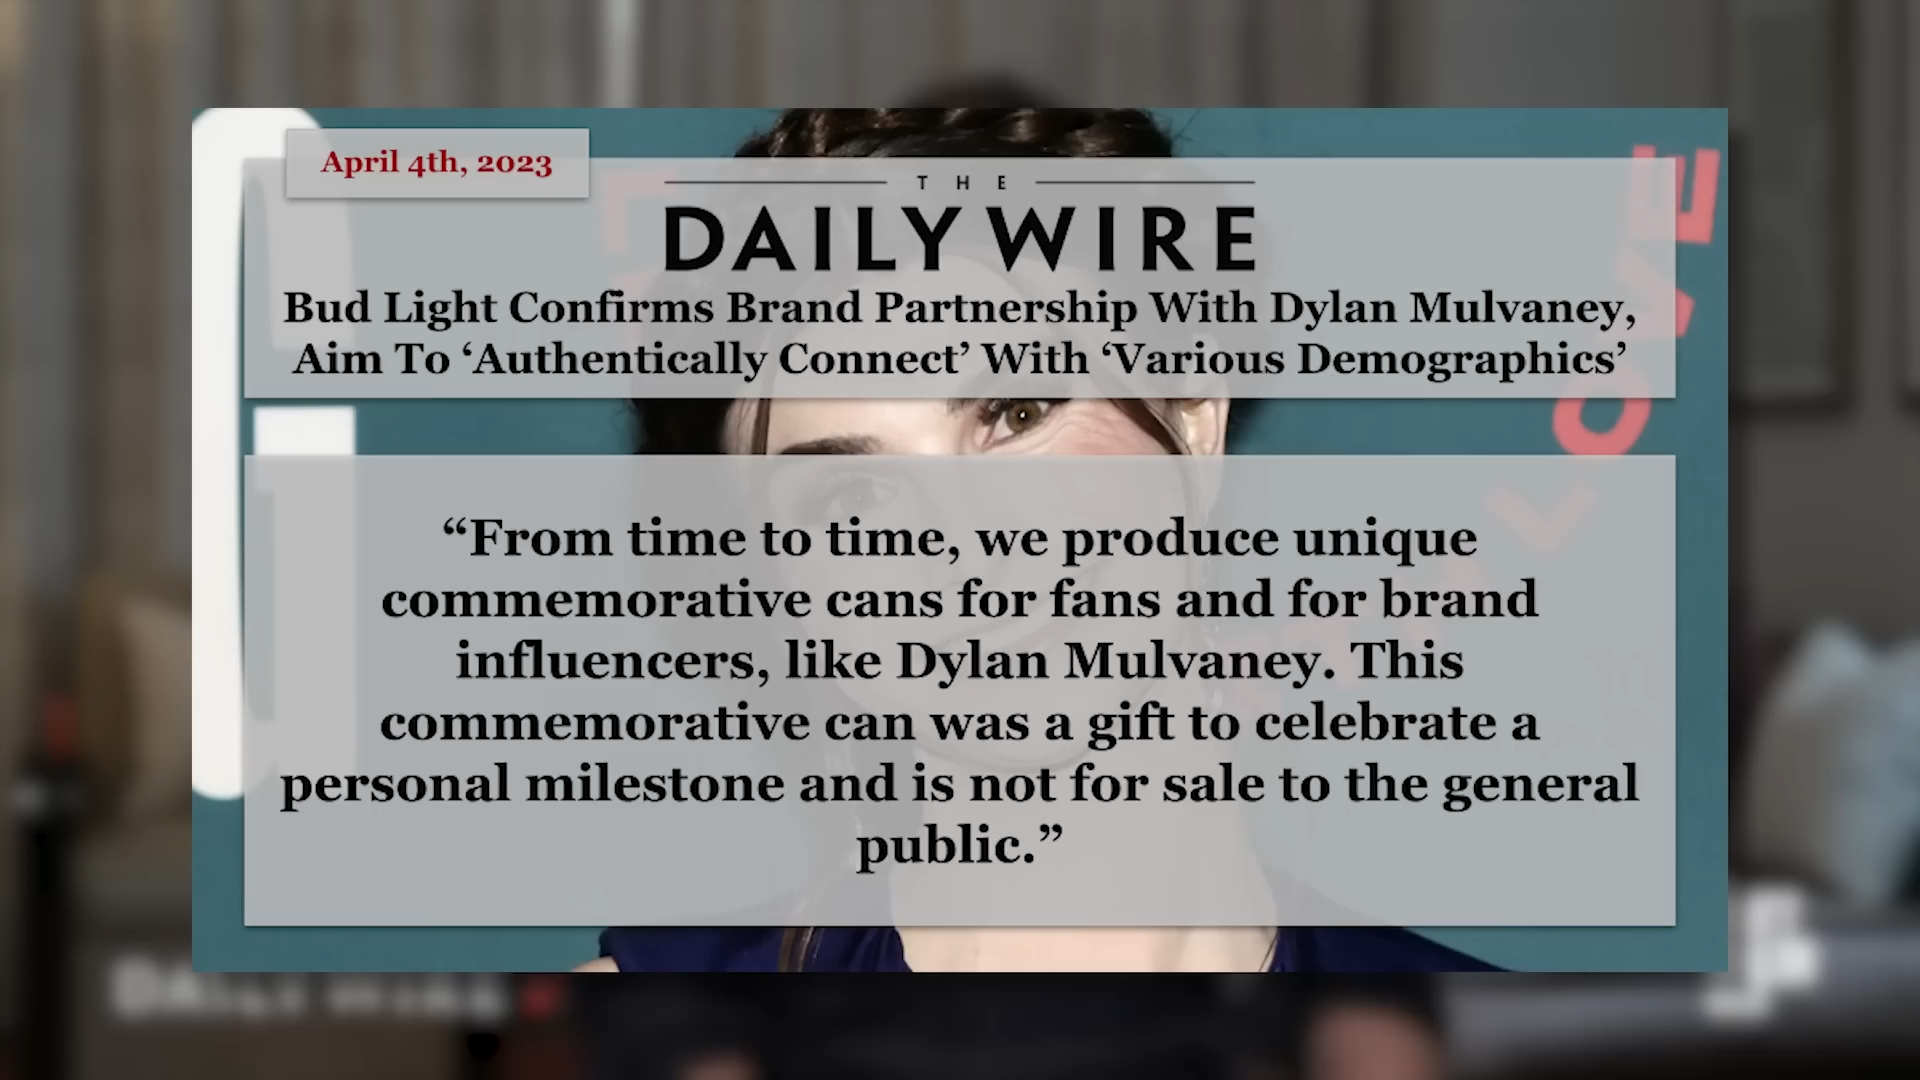 April 4th, 2023
THE
DAILY WIRE
Bud Light Confirms Brand Partnership With Dylan Mulvaney,
Aim To ‘Authentically Connect’ With ‘Various Demographics’
LOVE
“From time to time, we produce unique
commemorative cans for fans and for brand
influencers, like Dylan Mulvaney. This
commemorative can was a gift to celebrate a
personal milestone and is not for sale to the general
public.”
DAILY WIRE